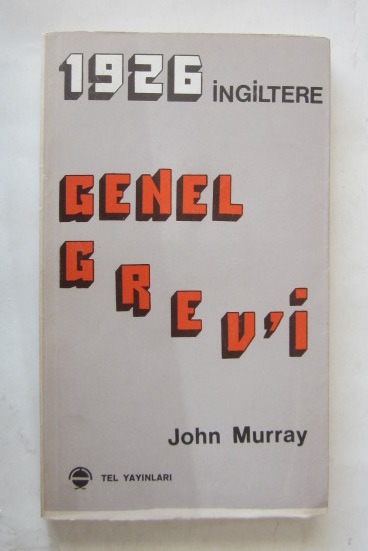 1926 İNGİLTERE
GENEL
GREV'İ
John Murray
TEL YAYINLARI